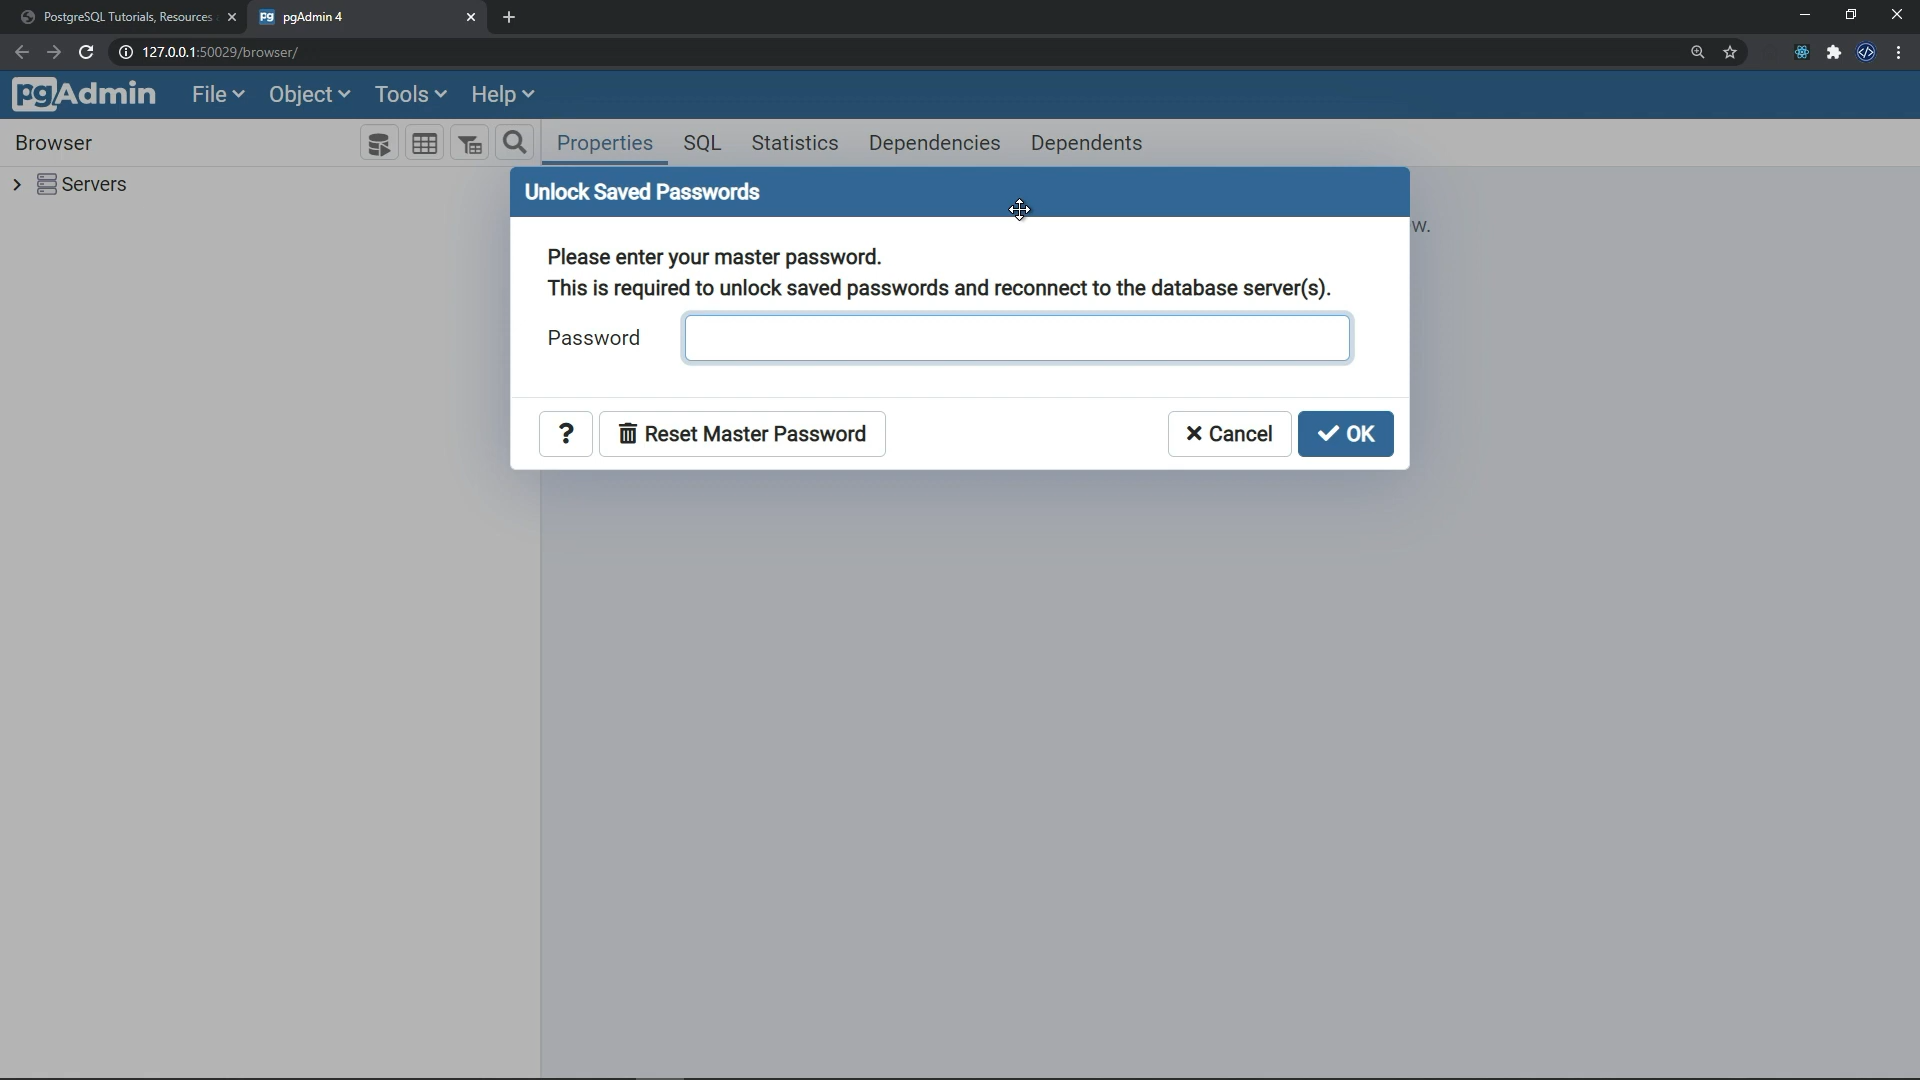 PostgreSQL Tutorials, Resources
pgAdmin 4
127.0.0.1:50029/browser/
pgAdmin
File
Object
Tools
Help
Browser
Properties
SQL
Statistics
Dependencies
Dependents
Servers
Unlock Saved Passwords
w.
Please enter your master password.
This is required to unlock saved passwords and reconnect to the database server(s).
Password
? Reset Master Password
Cancel
OK